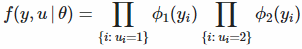 f(y, u | θ) = ∏_{i: u_i=1} ϕ_1(y_i) ∏_{i: u_i=2} ϕ_2(y_i)